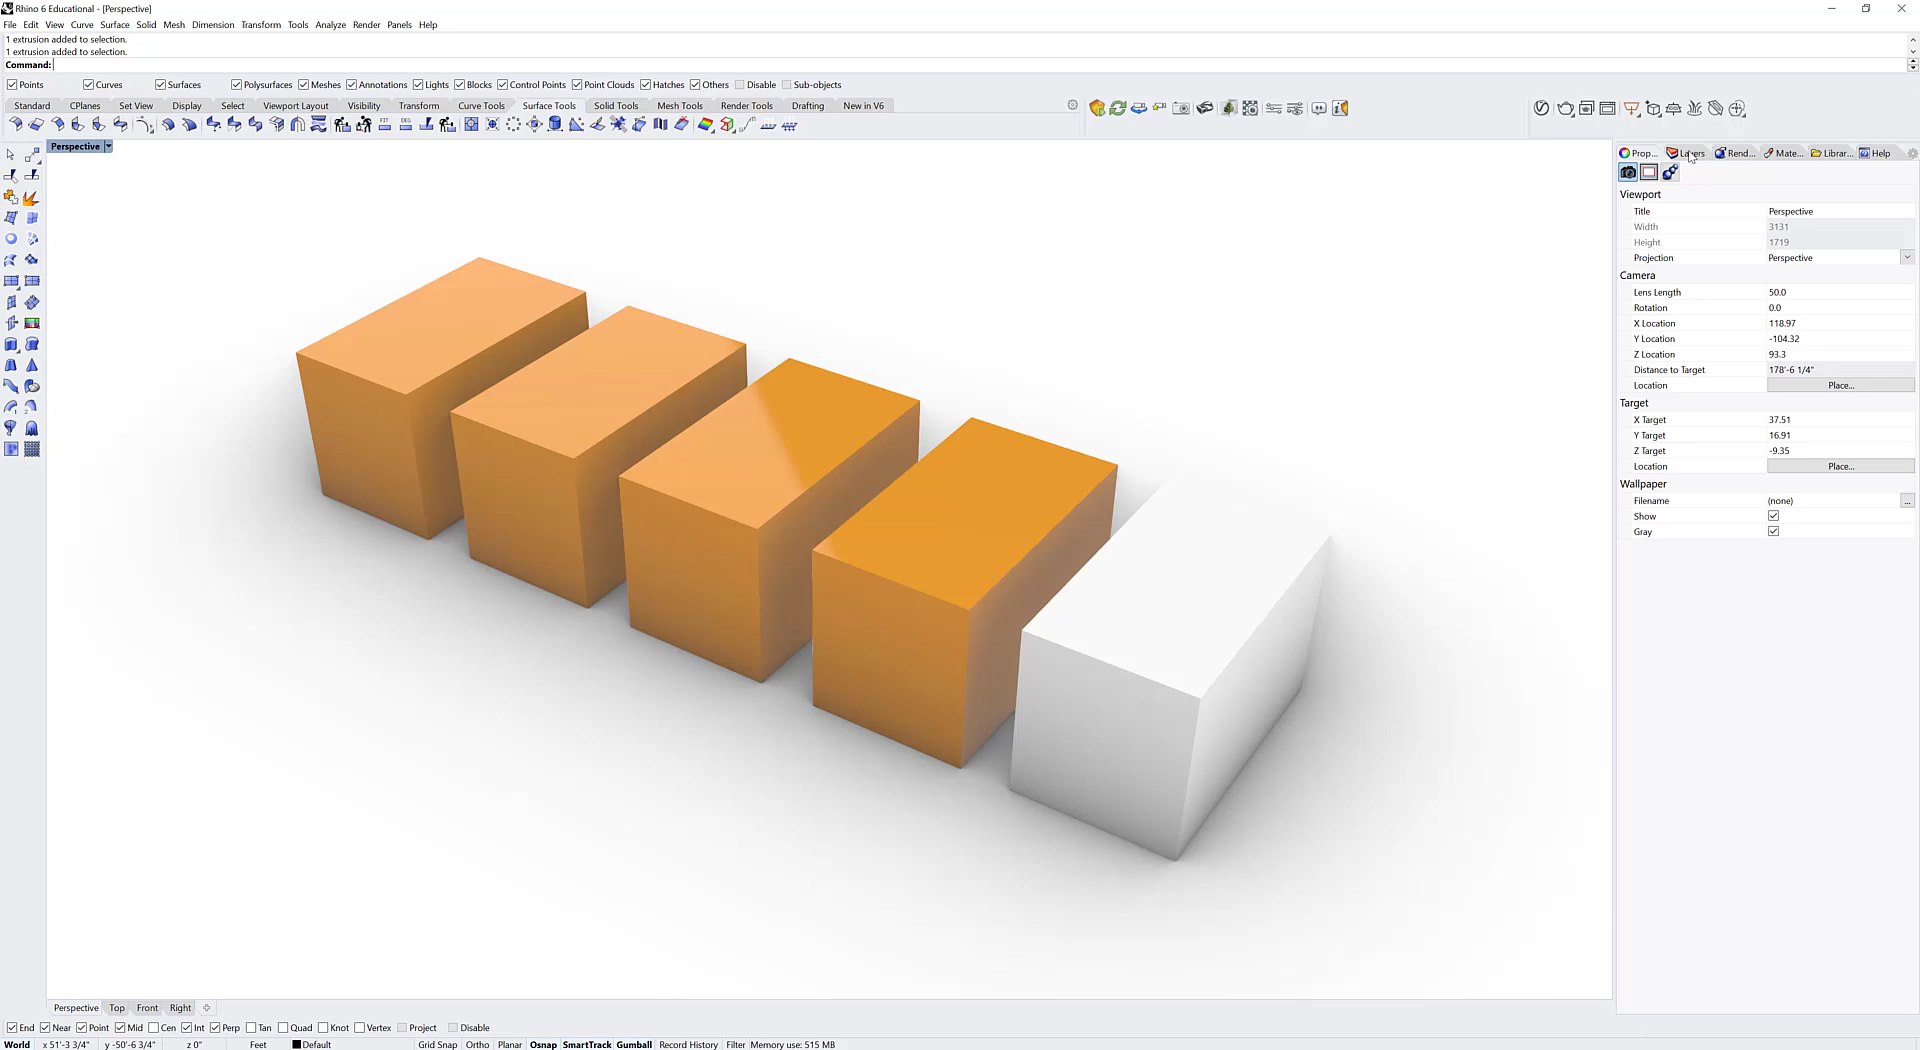 Rhino 6 Educational - [Perspective]
File Edit View Curve Surface Solid Mesh Dimension Transform Tools Analyze Render Panels Help
1 extrusion added to selection.
1 extrusion added to selection.
Command:
Points Curves Surfaces Polysurfaces Meshes Annotations Lights Blocks Control Points Point Clouds Hatches Others Disable Sub-objects
Standard CPlanes Set View Display Select Viewport Layout Visibility Transform Curve Tools Surface Tools Solid Tools Mesh Tools Render Tools Drafting New in V6
Perspective
Prop... Layers Rend... Mate... Librar... Help
Viewport
Title Perspective
Width 3131
Height 1719
Projection Perspective
Camera
Lens Length 50.0
Rotation 0.0
X Location 118.97
Y Location -104.32
Z Location 93.3
Distance to Target 178'-6 1/4"
Location Place...
Target
X Target 37.51
Y Target 16.91
Z Target -9.35
Location Place...
Wallpaper
Filename (none) ...
Show
Gray
Perspective Top Front Right
End Near Point Mid Cen Int Perp Tan Quad Knot Vertex Project Disable
World x 51'-3 3/4" y -50'-6 3/4" z 0" Feet Default Grid Snap Ortho Planar Osnap SmartTrack Gumball Record History Filter Memory use: 515 MB